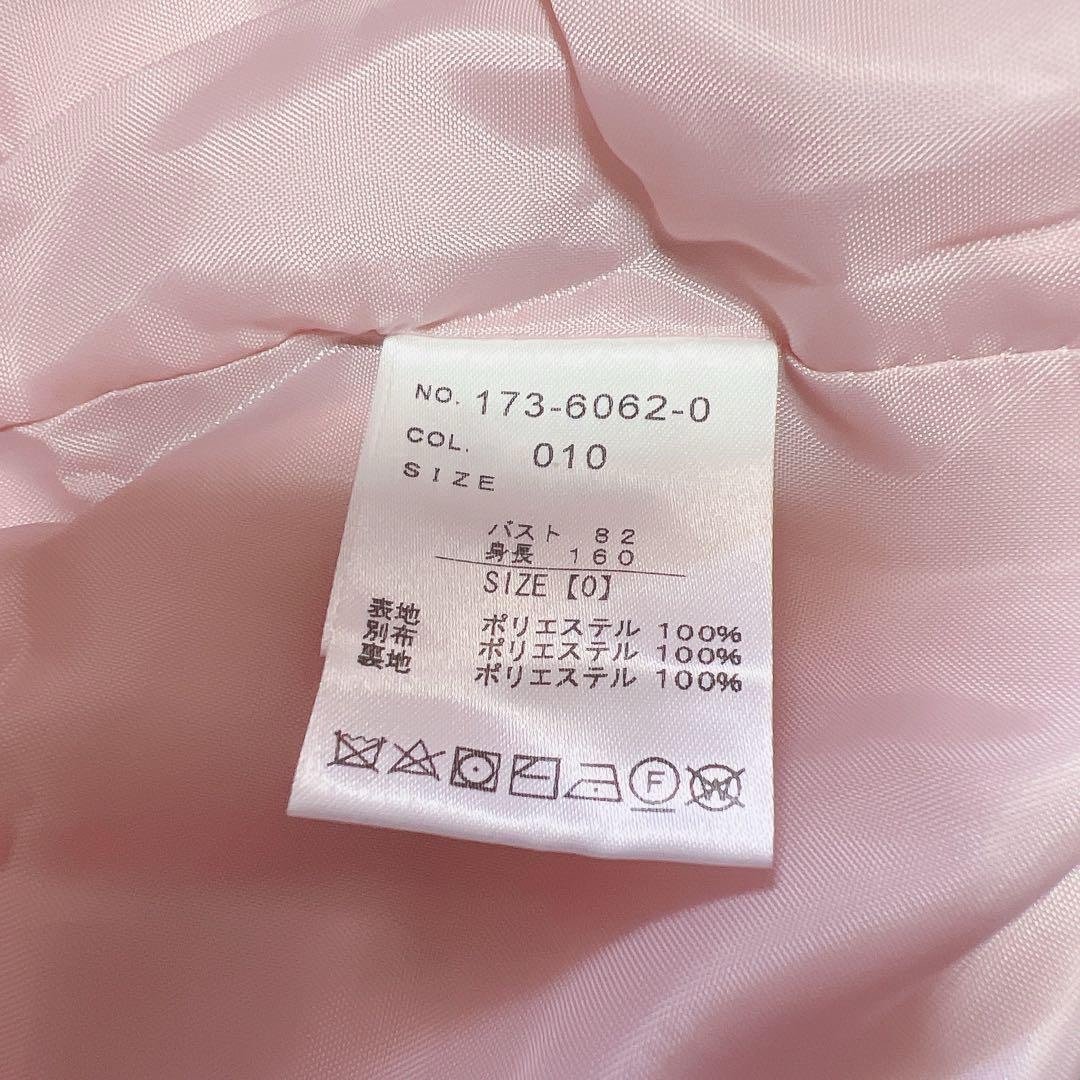 NO. 173-6062-0
COL. 010
SIZE
バスト 82
身長 160
SIZE【0】
表地 ポリエステル 100%
別布 ポリエステル 100%
裏地 ポリエステル 100%
F
W